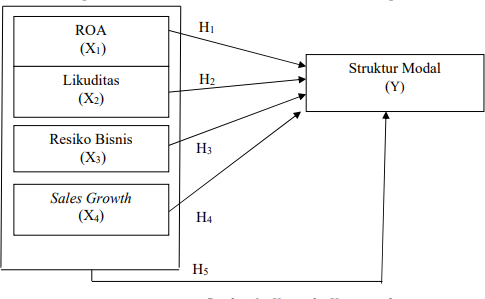 ROA
(X1)
H1
Likuditas
(X2)
H2
Struktur Modal
(Y)
Resiko Bisnis
(X3)
H3
Sales Growth
(X4)
H4
H5